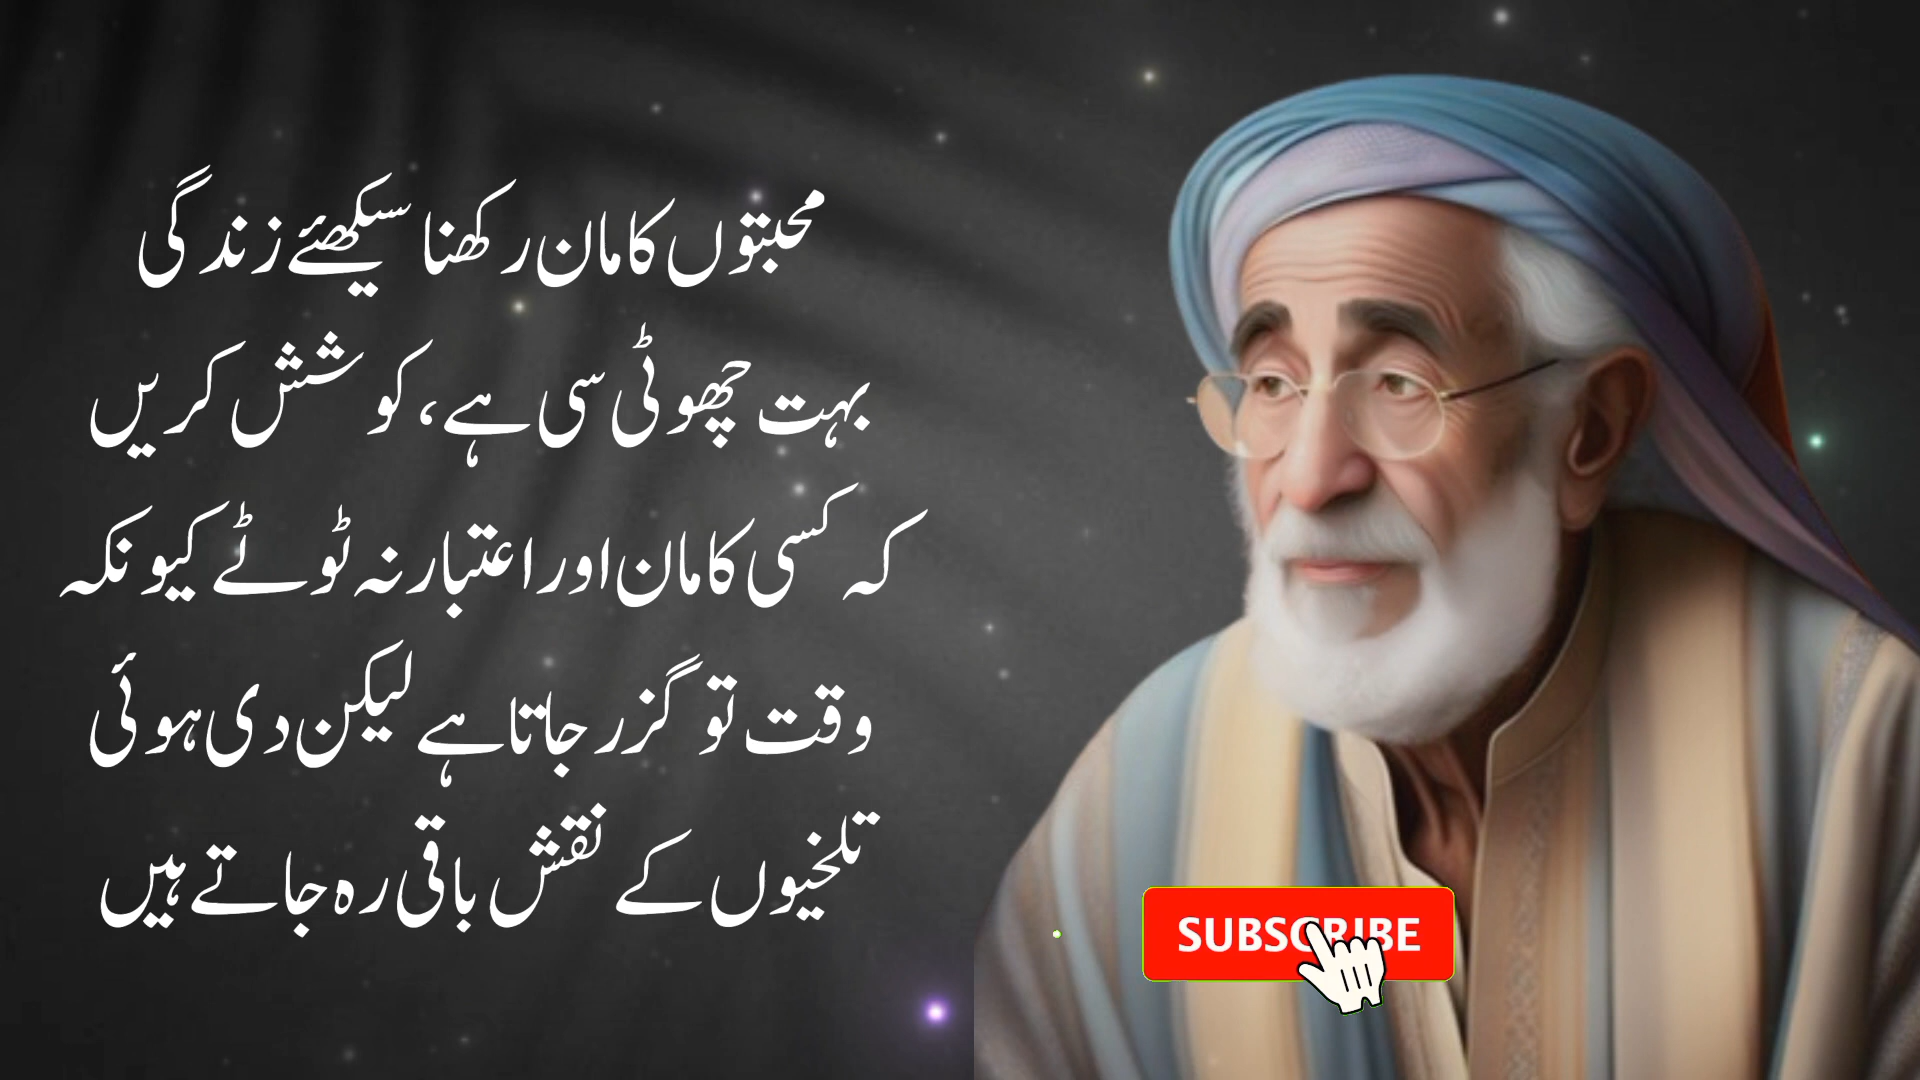 محبتوں کا مان رکھنا سیکھئے زندگی
بہت چھوٹی سی ہے، کوشش کریں
کہ کسی کا مان اور اعتبار نہ ٹوٹے کیونکہ
وقت تو گزر جاتا ہے لیکن دی ہوئی
تلخیوں کے نقش باقی رہ جاتے ہیں
SUBSCRIBE